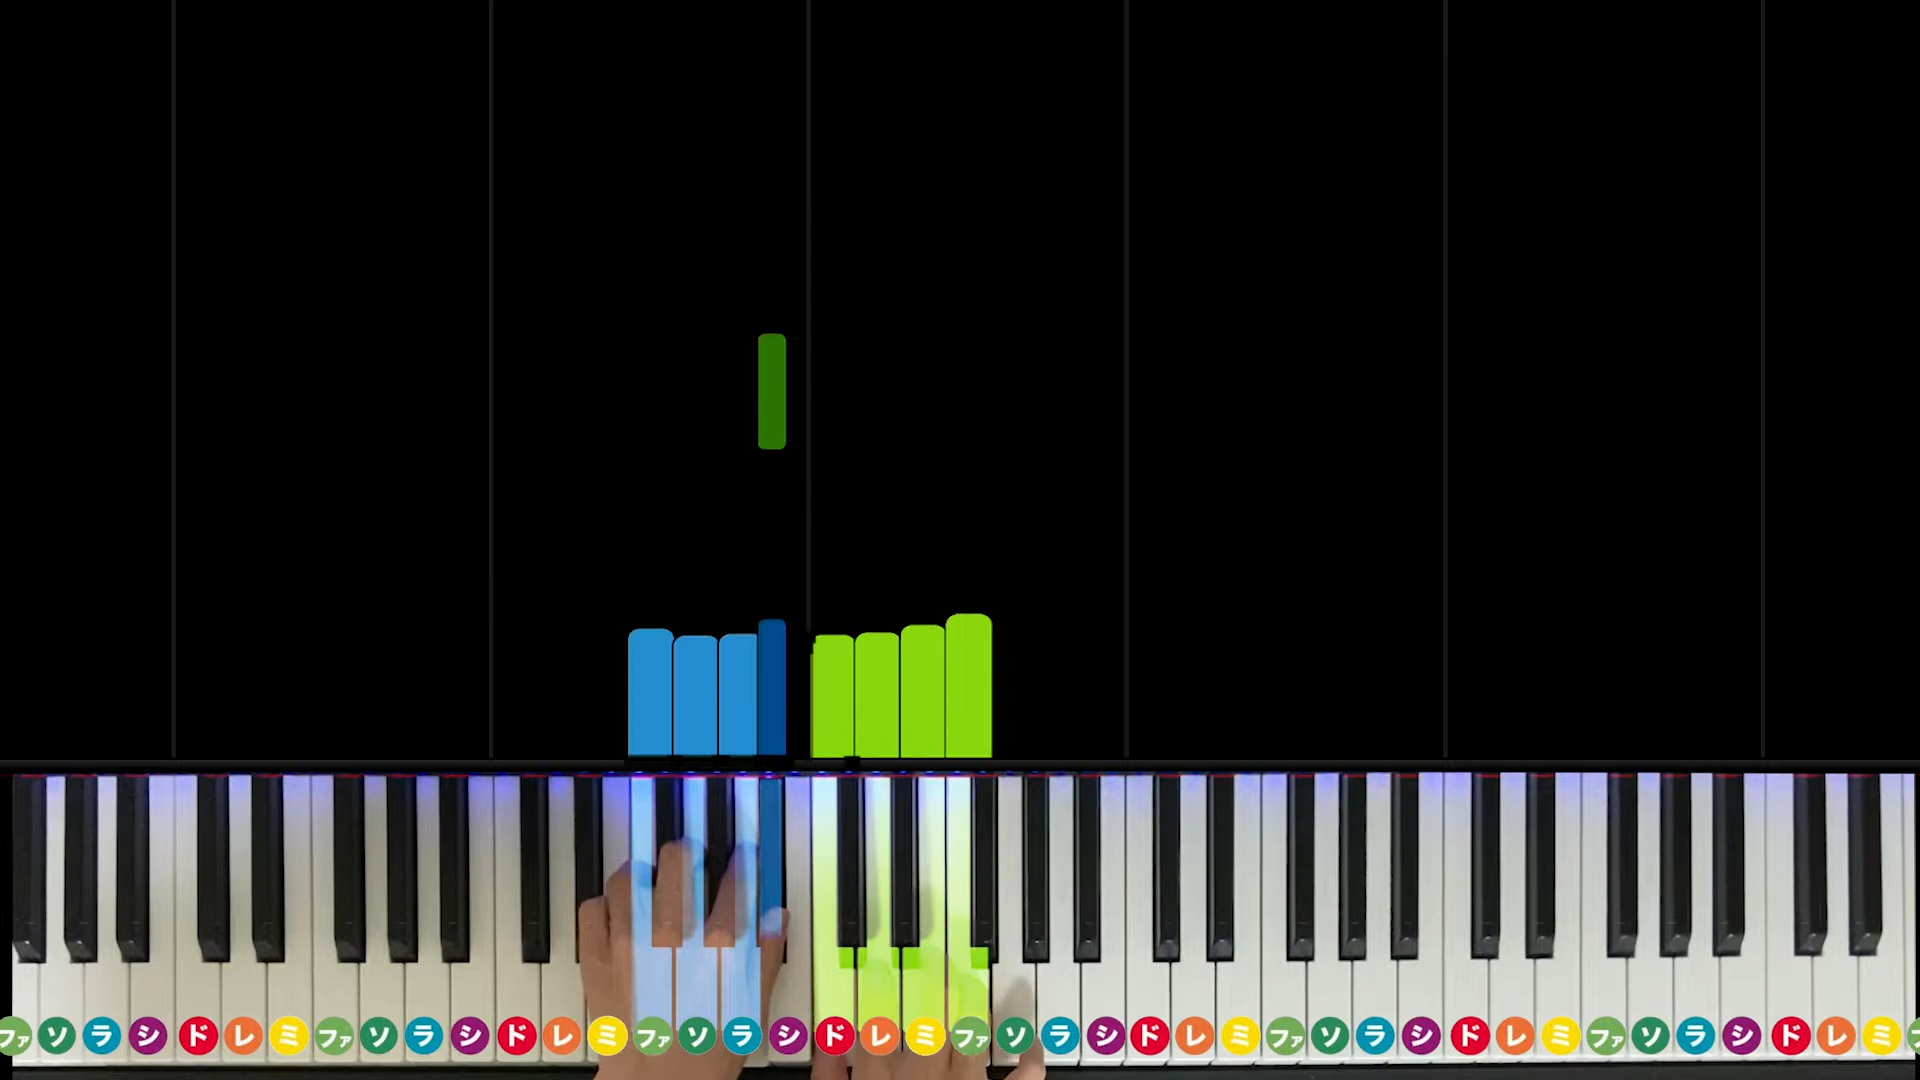 ファ ソ ラ シ ド レ ミ ファ ソ ラ シ ド レ ミ ファ ソ ラ シ ド レ ミ ファ ソ ラ シ ド レ ミ ファ ソ ラ シ ド レ ミ ファ ソ ラ シ ド レ ミ フ